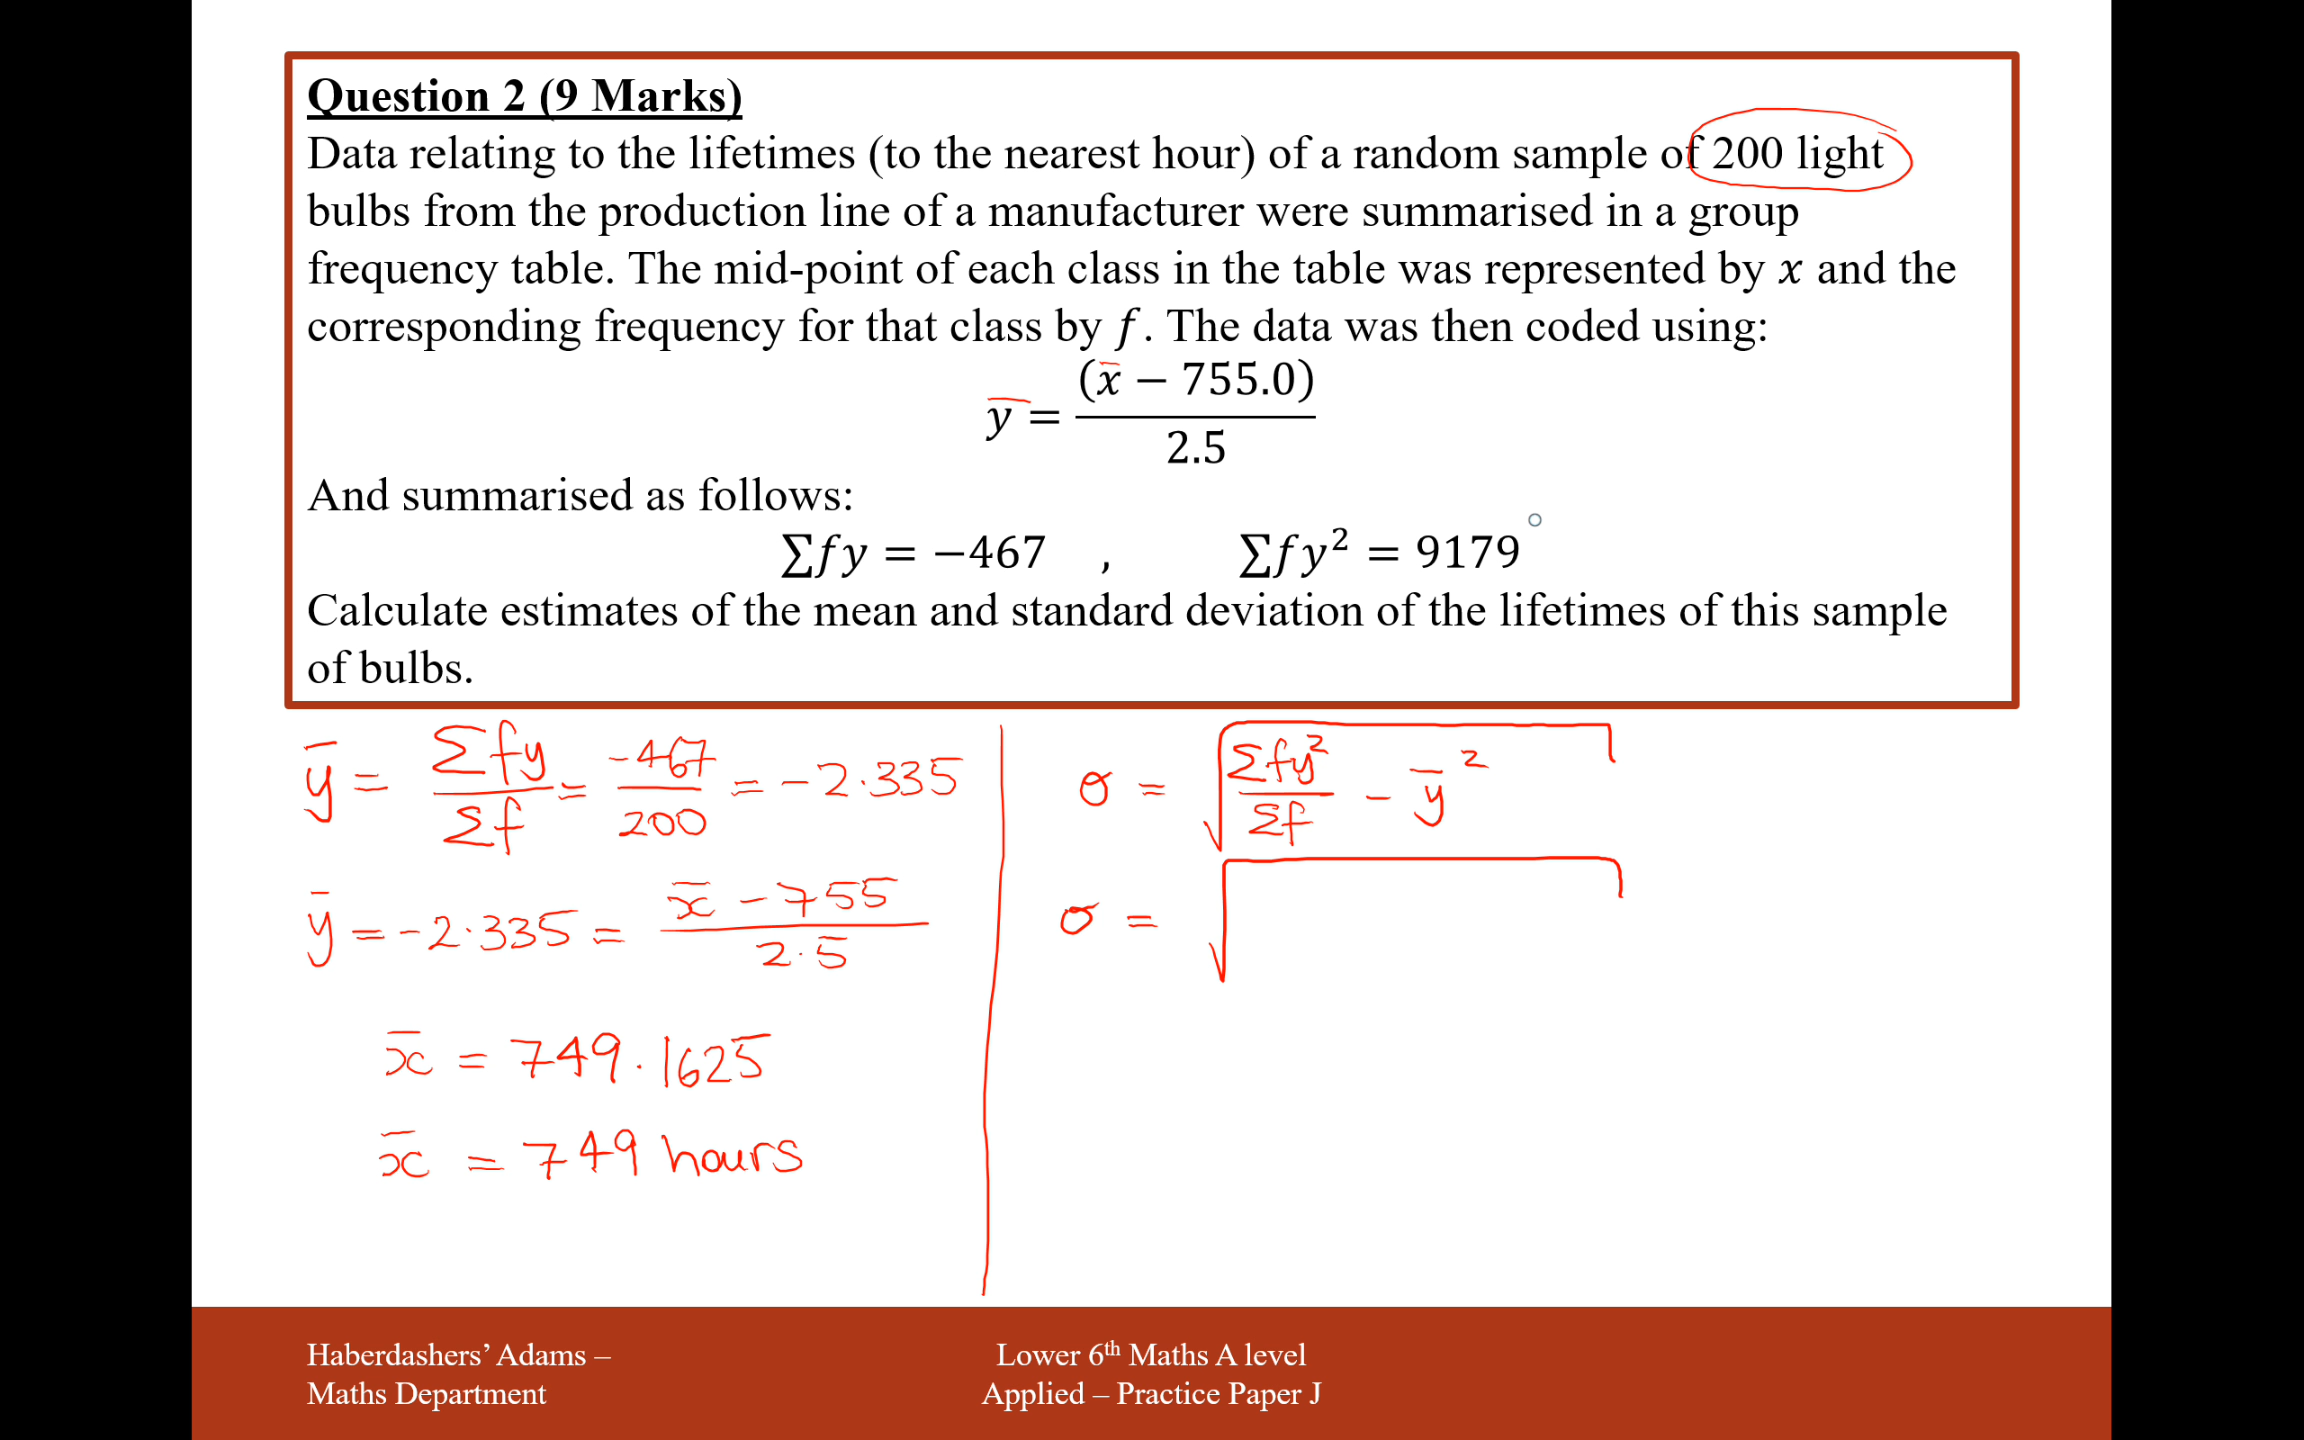 Question 2 (9 Marks)
Data relating to the lifetimes (to the nearest hour) of a random sample of 200 light
bulbs from the production line of a manufacturer were summarised in a group
frequency table. The mid-point of each class in the table was represented by x and the
corresponding frequency for that class by f. The data was then coded using:
y̅ = (x̅ − 755.0) / 2.5
And summarised as follows:
∑fy = −467 , ∑fy² = 9179
Calculate estimates of the mean and standard deviation of the lifetimes of this sample
of bulbs.
y̅ = Σfy / Σf = -467 / 200 = -2.335
y̅ = -2.335 = x̅ - 755 / 2.5
x̅ = 749.1625
x̅ = 749 hours
σ = √ Σfy² / Σf - y̅²
σ = √
Haberdashers' Adams –
Maths Department
Lower 6th Maths A level
Applied – Practice Paper J